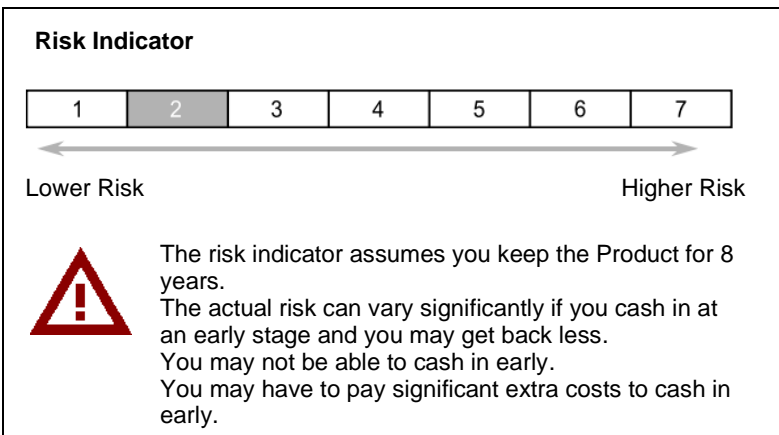 Risk Indicator
1 2 3 4 5 6 7
Lower Risk Higher Risk
The risk indicator assumes you keep the Product for 8
years.
The actual risk can vary significantly if you cash in at
an early stage and you may get back less.
You may not be able to cash in early.
You may have to pay significant extra costs to cash in
early.